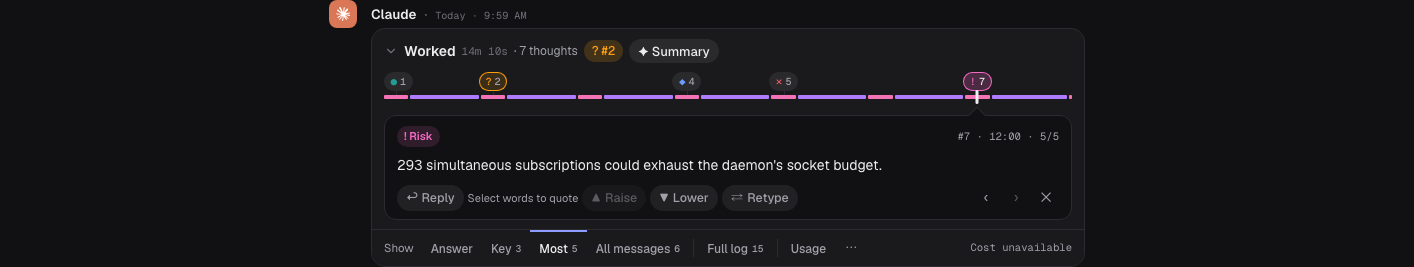 Claude · Today · 9:59 AM
Worked 14m 10s · 7 thoughts ? #2 ✦ Summary
● 1 ? 2 ◆ 4 × 5 ! 7
! Risk #7 · 12:00 · 5/5
293 simultaneous subscriptions could exhaust the daemon's socket budget.
↩ Reply Select words to quote ▲ Raise ▼ Lower ⇄ Retype ‹ › ×
Show Answer Key 3 Most 5 All messages 6 Full log 15 Usage ··· Cost unavailable